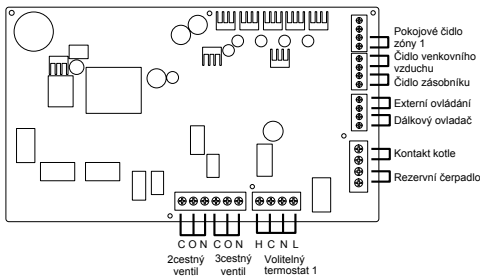 Pokojové čidlo
zóny 1
Čidlo venkovního
vzduchu
Čidlo zásobníku
Externí ovládání
Dálkový ovladač
Kontakt kotle
Rezervní čerpadlo
C O N C O N H C N L
2cestný
ventil
3cestný
ventil
Volitelný
termostat 1